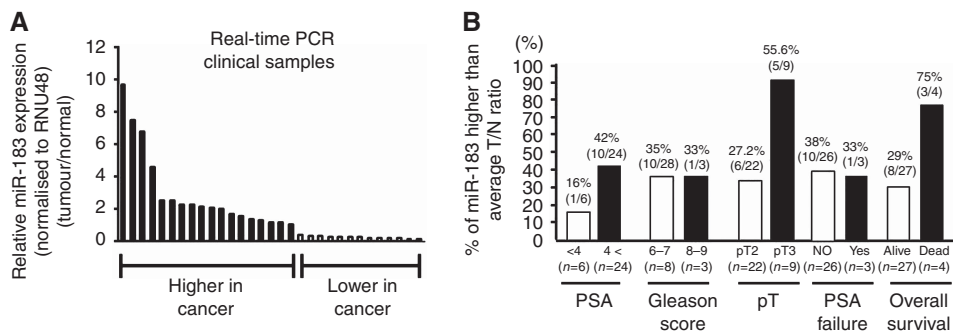 A
Real-time PCR
clinical samples
Relative miR-183 expression
(normalised to RNU48)
(tumour/normal)
12
10
8
6
4
2
0
Higher in
cancer
Lower in
cancer
B
(%)
% of miR-183 higher than
average T/N ratio
100
90
80
70
60
50
40
30
20
10
0
16%
(1/6)
42%
(10/24)
35%
(10/28)
33%
(1/3)
27.2%
(6/22)
55.6%
(5/9)
38%
(10/26)
33%
(1/3)
29%
(8/27)
75%
(3/4)
<4 4 < 6–7 8–9 pT2 pT3 NO Yes Alive Dead
(n=6) (n=24) (n=8) (n=3) (n=22) (n=9) (n=26) (n=3) (n=27) (n=4)
PSA Gleason pT PSA Overall
score failure survival